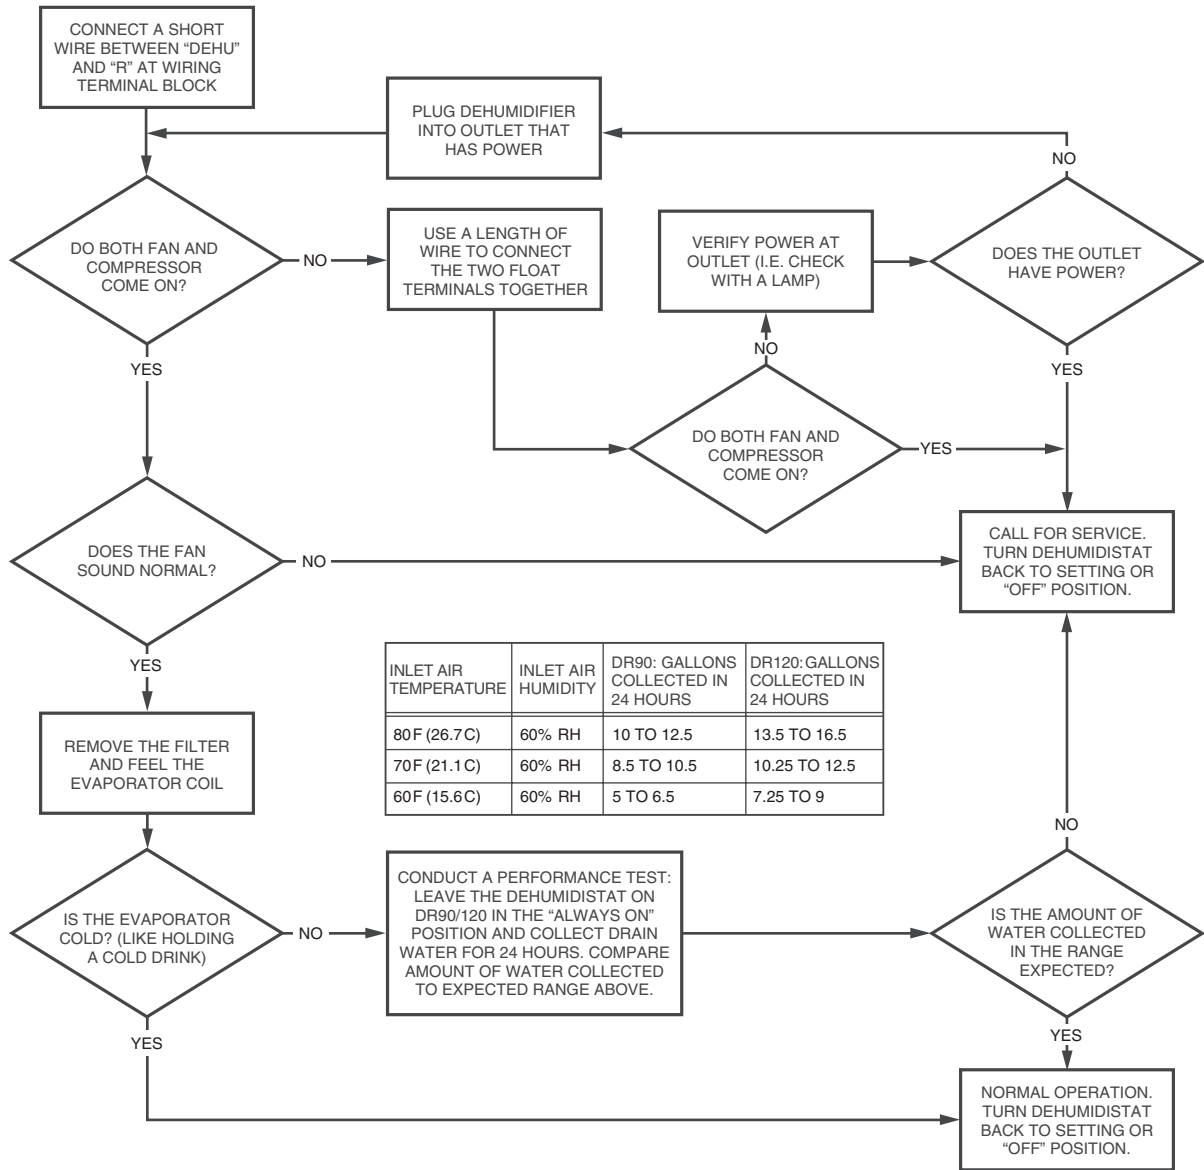 CONNECT A SHORT
WIRE BETWEEN “DEHU”
AND “R” AT WIRING
TERMINAL BLOCK
PLUG DEHUMIDIFIER
INTO OUTLET THAT
HAS POWER
NO
DO BOTH FAN AND
COMPRESSOR
COME ON?
NO
USE A LENGTH OF
WIRE TO CONNECT
THE TWO FLOAT
TERMINALS TOGETHER
VERIFY POWER AT
OUTLET (I.E. CHECK
WITH A LAMP)
DOES THE OUTLET
HAVE POWER?
NO
YES
YES
DO BOTH FAN AND
COMPRESSOR
COME ON?
YES
DOES THE FAN
SOUND NORMAL?
NO
CALL FOR SERVICE.
TURN DEHUMIDISTAT
BACK TO SETTING OR
“OFF” POSITION.
YES
REMOVE THE FILTER
AND FEEL THE
EVAPORATOR COIL
INLET AIR
TEMPERATURE
INLET AIR
HUMIDITY
DR90: GALLONS
COLLECTED IN
24 HOURS
DR120: GALLONS
COLLECTED IN
24 HOURS
80F (26.7C) 60% RH 10 TO 12.5 13.5 TO 16.5
70F (21.1C) 60% RH 8.5 TO 10.5 10.25 TO 12.5
60F (15.6C) 60% RH 5 TO 6.5 7.25 TO 9
NO
IS THE EVAPORATOR
COLD? (LIKE HOLDING
A COLD DRINK)
NO
CONDUCT A PERFORMANCE TEST:
LEAVE THE DEHUMIDISTAT ON
DR90/120 IN THE “ALWAYS ON”
POSITION AND COLLECT DRAIN
WATER FOR 24 HOURS. COMPARE
AMOUNT OF WATER COLLECTED
TO EXPECTED RANGE ABOVE.
IS THE AMOUNT OF
WATER COLLECTED
IN THE RANGE
EXPECTED?
YES
YES
NORMAL OPERATION.
TURN DEHUMIDISTAT
BACK TO SETTING OR
“OFF” POSITION.